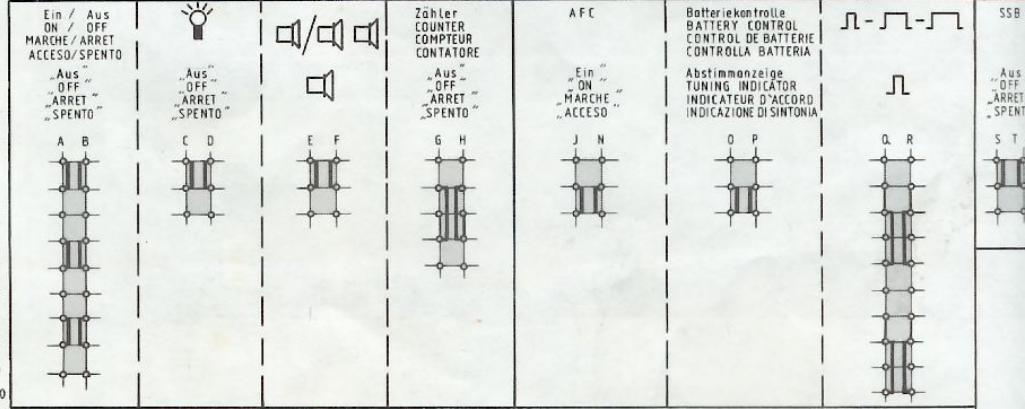 Ein / Aus
ON / OFF
MARCHE/ARRET
ACCESO/SPENTO
„Aus“
„OFF“
„ARRET“
„SPENTO“
A B
„Aus“
„OFF“
„ARRET“
„SPENTO“
C D
E F
Zähler
COUNTER
COMPTEUR
CONTATORE
„Aus“
„OFF“
„ARRET“
„SPENTO“
G H
AFC
„Ein“
„ON“
„MARCHE“
„ACCESO“
J N
Batteriekontrolle
BATTERY CONTROL
CONTROL DE BATTERIE
CONTROLLA BATTERIA
Abstimmanzeige
TUNING INDICATOR
INDICATEUR D'ACCORD
INDICAZIONE DI SINTONIA
O P
Q R
SSB
„Aus
„OFF
„ARRET
„SPENT
S T
0